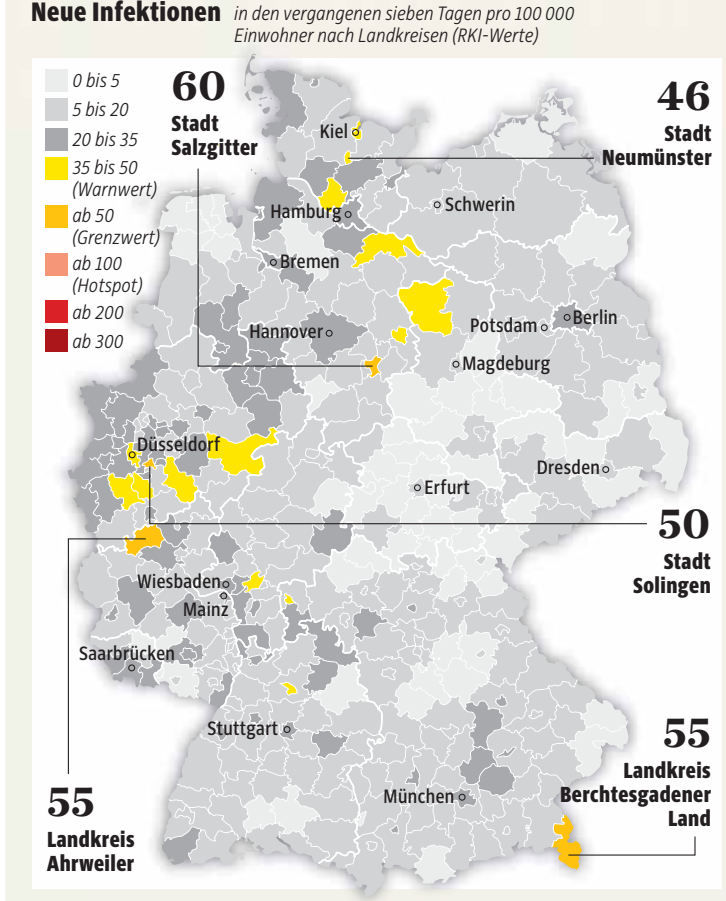 Neue Infektionen in den vergangenen sieben Tagen pro 100 000
Einwohner nach Landkreisen (RKI-Werte)
0 bis 5
5 bis 20
20 bis 35
35 bis 50
(Warnwert)
ab 50
(Grenzwert)
ab 100
(Hotspot)
ab 200
ab 300
60
Stadt
Salzgitter
46
Stadt
Neumünster
Kiel
Schwerin
Hamburg
Bremen
Hannover
Potsdam
Berlin
Magdeburg
Düsseldorf
Erfurt
Dresden
50
Stadt
Solingen
Wiesbaden
Mainz
Saarbrücken
Stuttgart
München
55
Landkreis
Ahrweiler
55
Landkreis
Berchtesgadener
Land